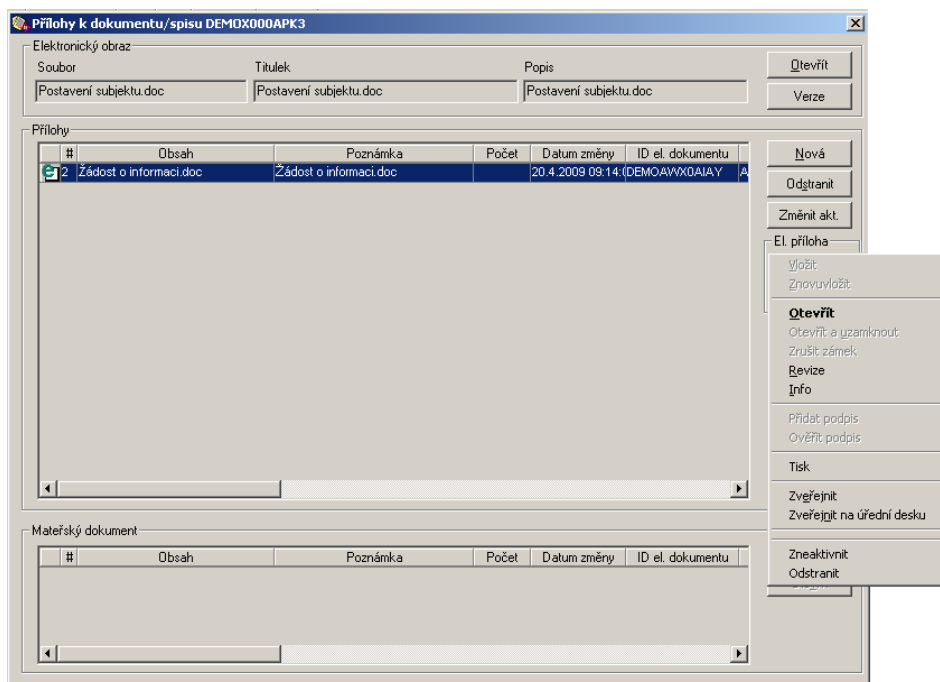 Přílohy k dokumentu/spisu DEMOX000APK3
Elektronický obraz
Soubor Titulek Popis
Postavení subjektu.doc Postavení subjektu.doc Postavení subjektu.doc
Otevřít
Verze
Přílohy
# Obsah Poznámka Počet Datum změny ID el. dokumentu
2 Žádost o informaci.doc Žádost o informaci.doc 20.4.2009 09:14:0 DEMOAWX0AIAY A
Nová
Odstranit
Změnit akt.
El. příloha
Vložit
Znovuvložit
Otevřít
Otevřít a uzamknout
Zrušit zámek
Revize
Info
Přidat podpis
Ověřit podpis
Tisk
Zveřejnit
Zveřejnit na úřední desku
Zneaktivnit
Odstranit
Mateřský dokument
# Obsah Poznámka Počet Datum změny ID el. dokumentu